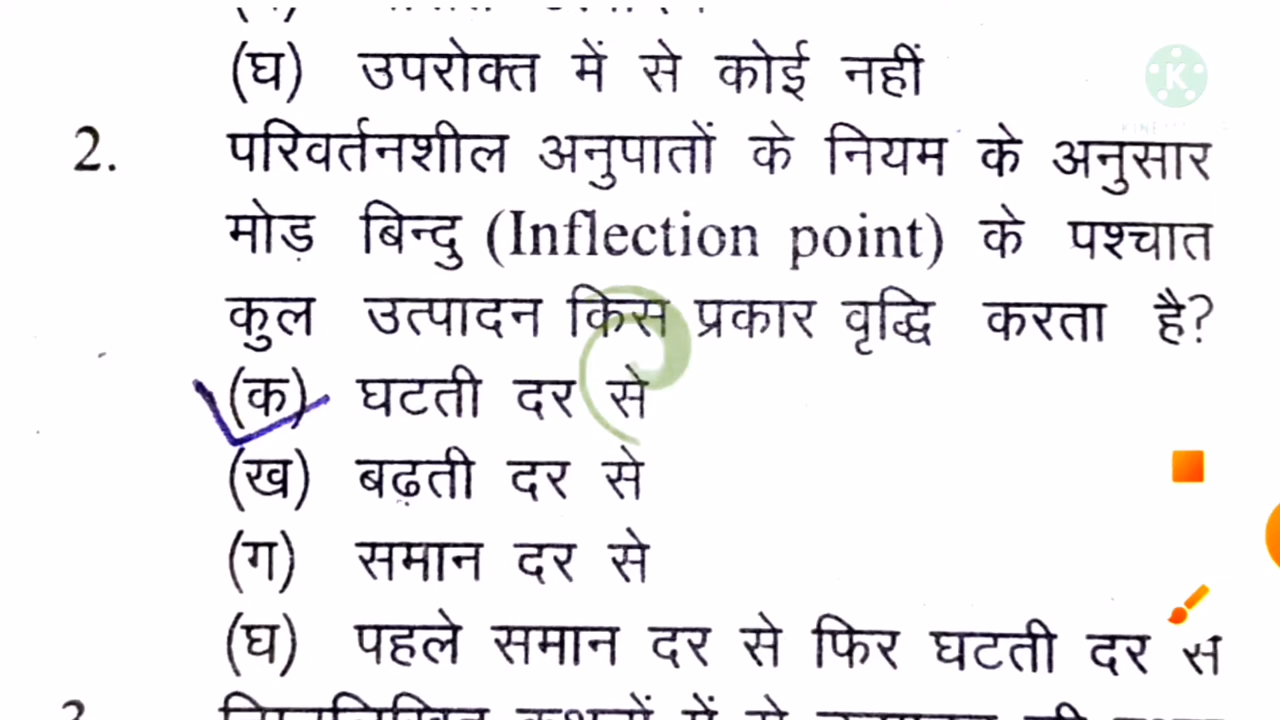 (घ) उपरोक्त में से कोई नहीं
K
2. परिवर्तनशील अनुपातों के नियम के अनुसार
मोड़ बिन्दु (Inflection point) के पश्चात
कुल उत्पादन किस प्रकार वृद्धि करता है?
(क) घटती दर से
(ख) बढ़ती दर से
(ग) समान दर से
(घ) पहले समान दर से फिर घटती दर से